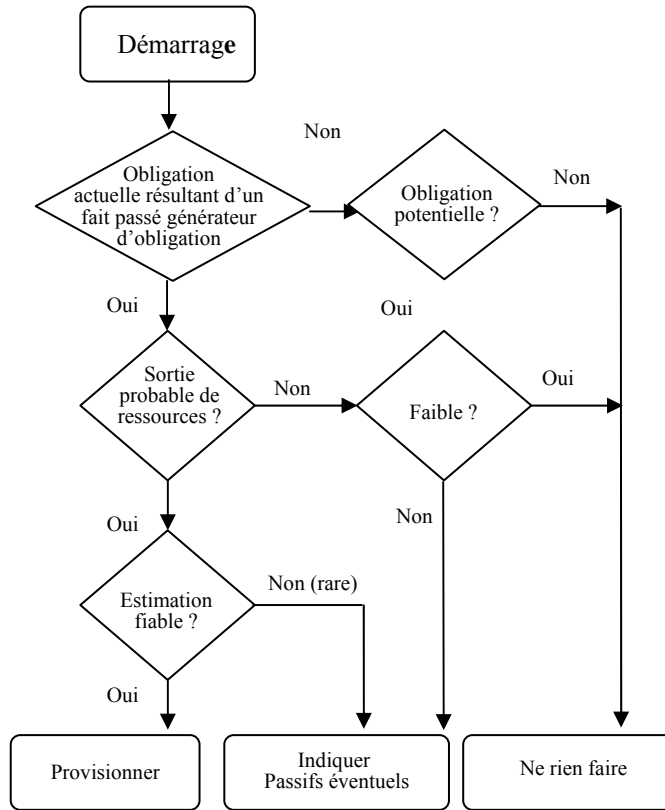 Démarrage
Non
Obligation
actuelle résultant d’un
fait passé générateur
d’obligation
Obligation
potentielle ?
Non
Oui
Oui
Sortie
probable de
ressources ?
Non
Faible ?
Oui
Oui
Non
Estimation
fiable ?
Non (rare)
Oui
Provisionner
Indiquer
Passifs éventuels
Ne rien faire